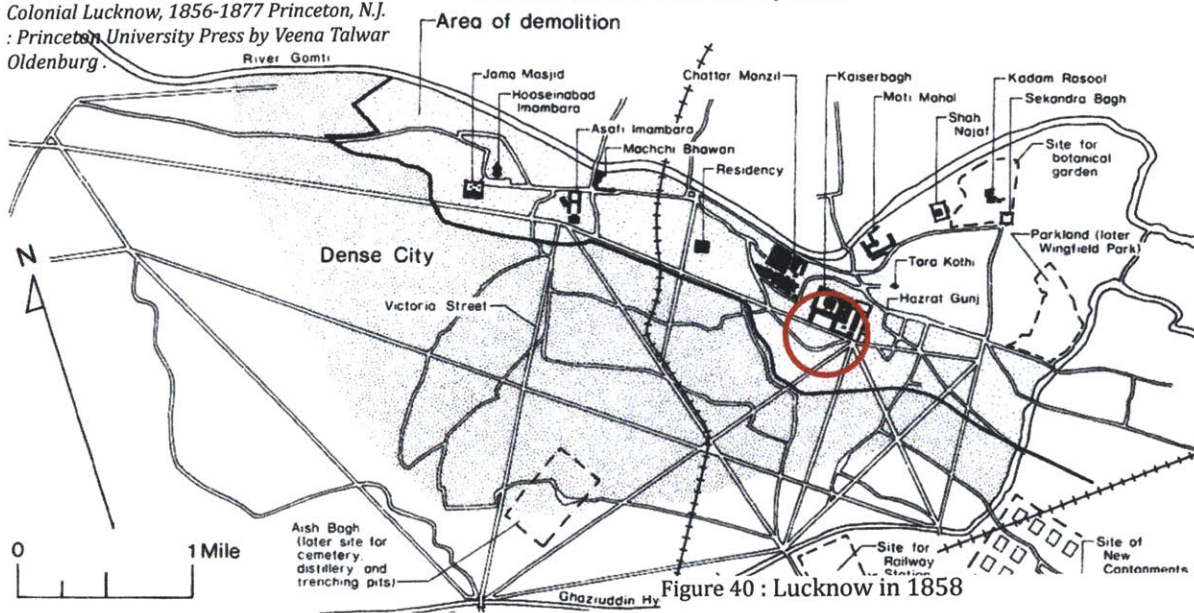 Colonial Lucknow, 1856-1877 Princeton, N.J.
: Princeton University Press by Veena Talwar
Oldenburg .
Area of demolition
River Gomti
Jama Masjid
Hooseinabad
Imambara
Asafi Imambara
Machchi Bhawan
Residency
Chattar Manzil
Kaiserbagh
Moti Mahal
Kadam Rasool
Sekandra Bagh
Shah
Najaf
Site for
botanical
garden
Parkland (later
Wingfield Park)
Tara Kothi
Hazrat Gunj
N
Dense City
Victoria Street
Aish Bagh
(later site for
cemetery,
distillery and
trenching pits)
0
1 Mile
Site for
Railway
Station
Site of
New
Cantonments
Ghaziuddin Hy
Figure 40 : Lucknow in 1858